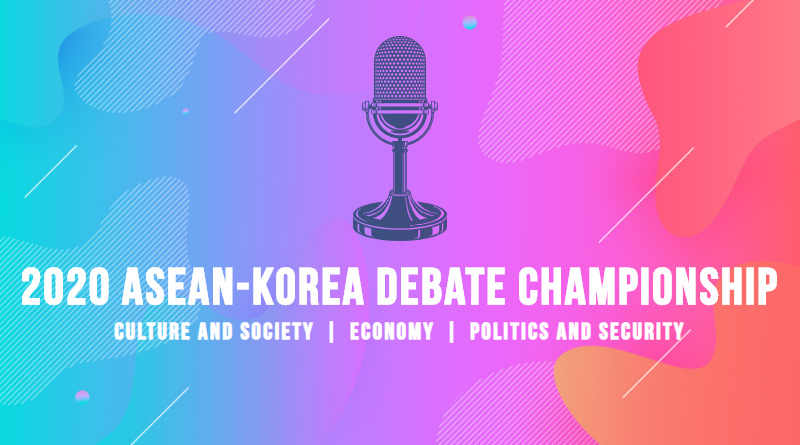 2020 ASEAN-KOREA DEBATE CHAMPIONSHIP
CULTURE AND SOCIETY | ECONOMY | POLITICS AND SECURITY